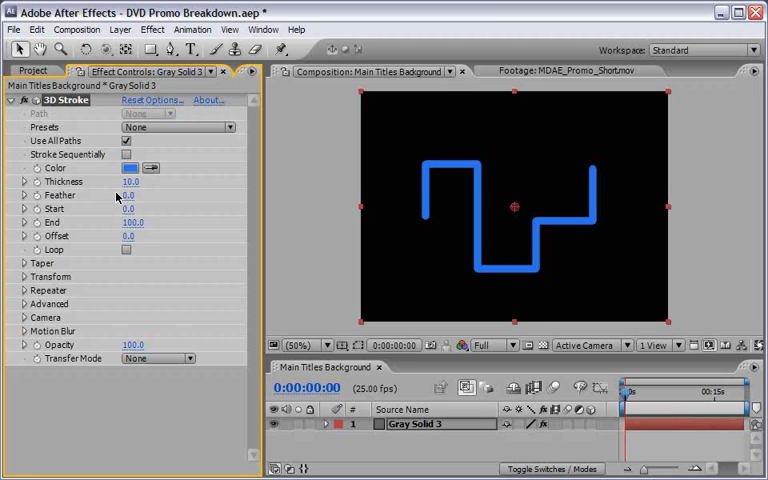 Adobe After Effects - DVD Promo Breakdown.aep *
File Edit Composition Layer Effect Animation View Window Help
Workspace: Standard
Project Effect Controls: Gray Solid 3 Composition: Main Titles Background Footage: MDAE_Promo_Short.mov
Main Titles Background * Gray Solid 3
3D Stroke Reset Options... About...
Path None
Presets None
Use All Paths
Stroke Sequentially
Color
Thickness 10.0
Feather 0.0
Start 0.0
End 100.0
Offset 0.0
Loop
Taper
Transform
Repeater
Advanced
Camera
Motion Blur
Opacity 100.0
Transfer Mode None
(50%) 0:00:00:00 Full Active Camera 1 View
Main Titles Background
0:00:00:00 (25.00 fps) 00:15s
# Source Name
1 Gray Solid 3
Toggle Switches / Modes